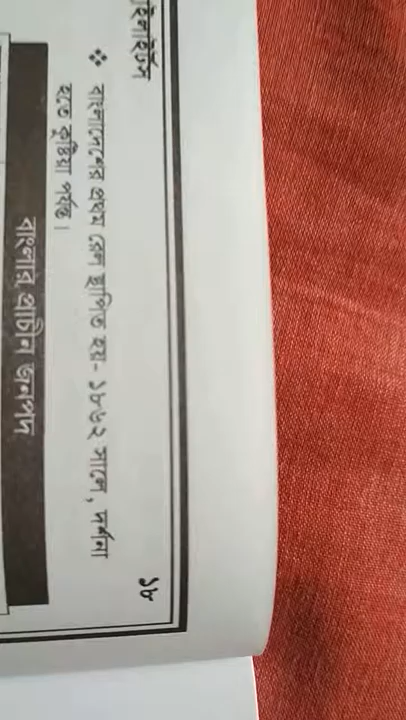 ১৮
❖ বাংলাদেশের প্রথম রেল স্থাপিত হয়- ১৮৬২ সালে, দর্শনা
হতে কুষ্টিয়া পর্যন্ত।
বাংলার প্রাচীন জনপদ